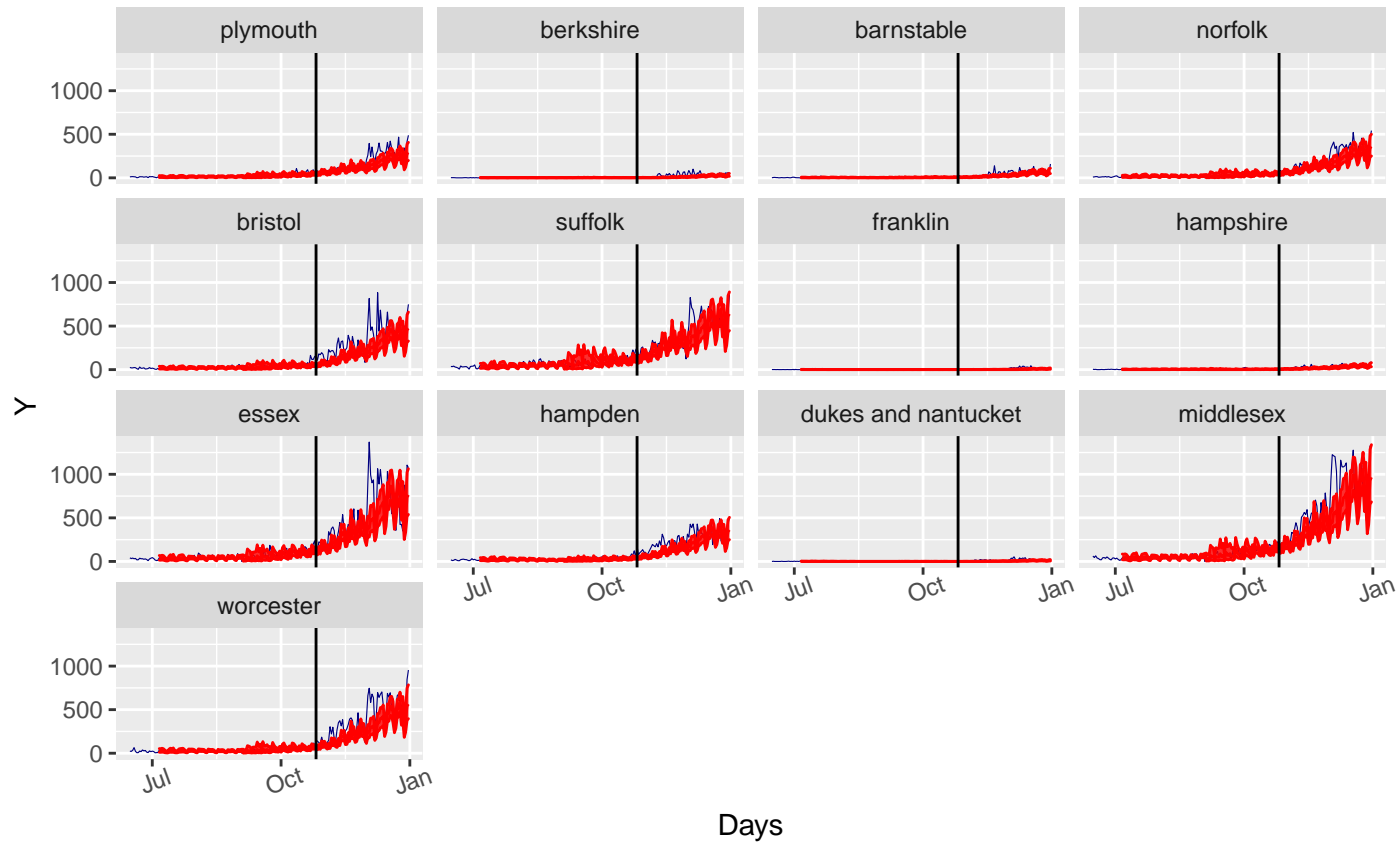 plymouth berkshire barnstable norfolk
1000
500
0
bristol suffolk franklin hampshire
1000
500
0
Y
essex hampden dukes and nantucket middlesex
1000
500
0
Jul Oct Jan Jul Oct Jan Jul Oct Jan
worcester
1000
500
0
Jul Oct Jan
Days